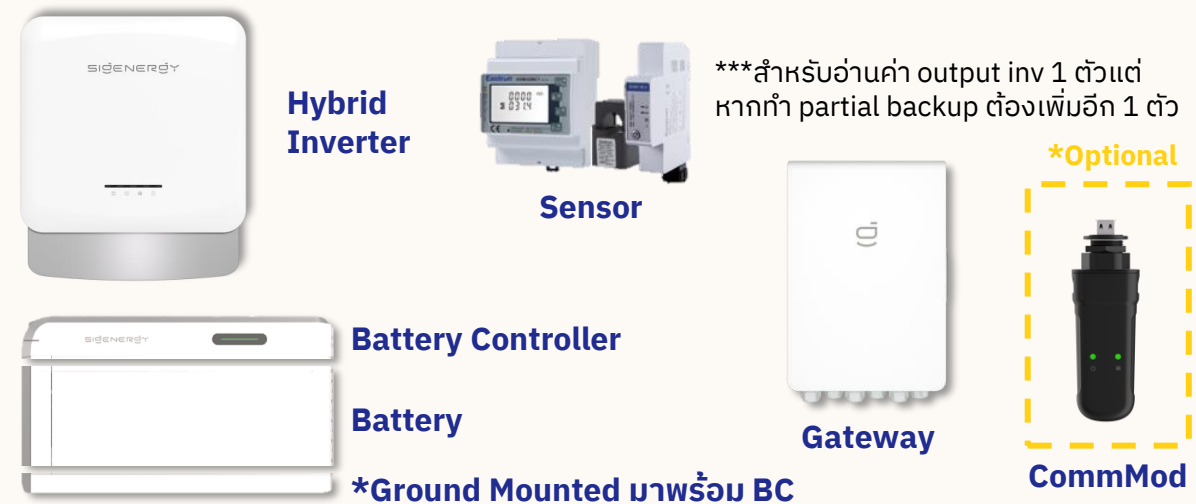 SIGENERGY
Hybrid
Inverter
Eastron
Sensor
***สำหรับอ่านค่า output inv 1 ตัวแต่
หากทำ partial backup ต้องเพิ่มอีก 1 ตัว
*Optional
SIGENERGY
Battery Controller
Battery
*Ground Mounted มาพร้อม BC
Gateway
CommMod